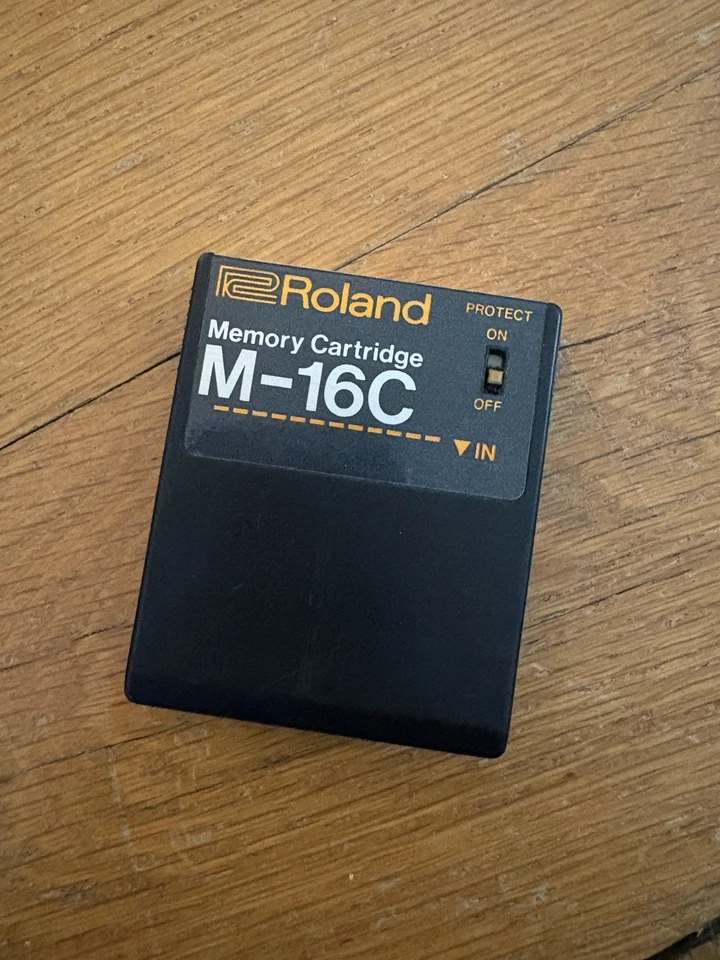 Roland
PROTECT
ON
OFF
Memory Cartridge
M-16C
▼IN